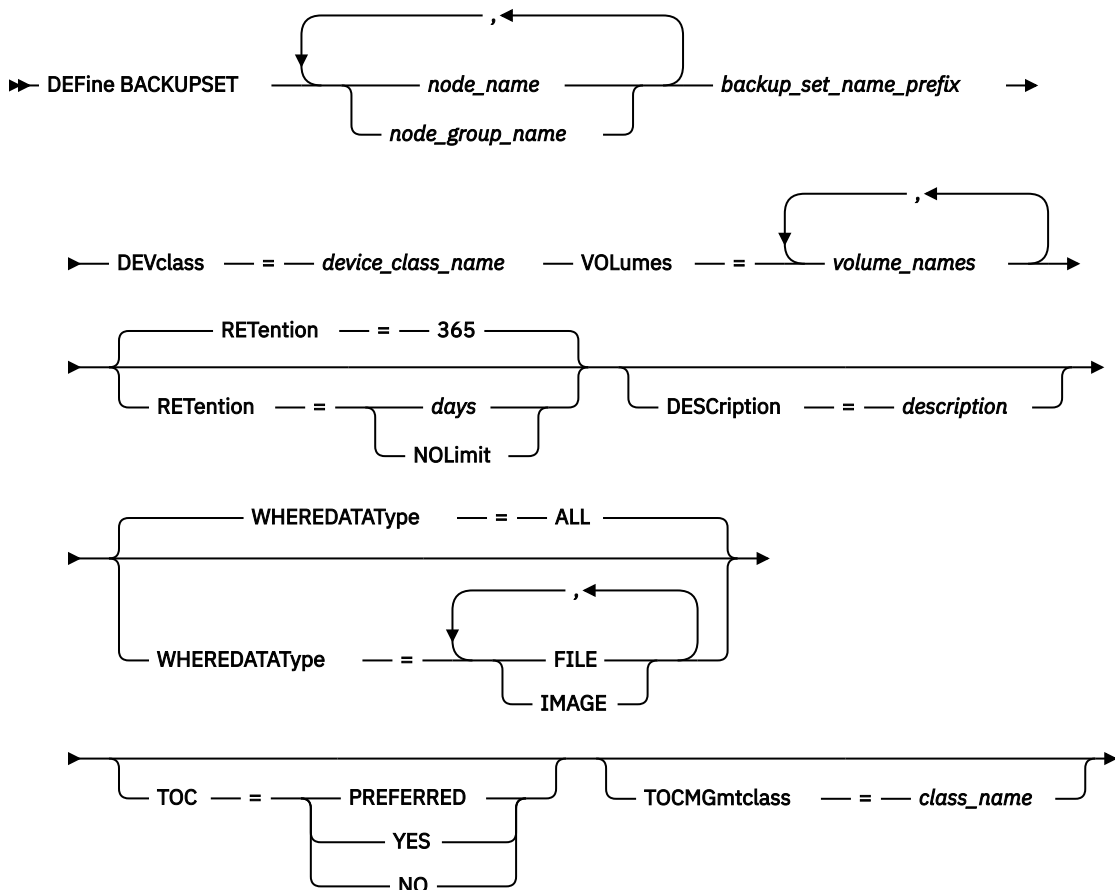 ,
DEFine BACKUPSET node_name backup_set_name_prefix
node_group_name
,
DEVclass = device_class_name VOLumes = volume_names
RETention = 365
RETention = days DESCription = description
NOLimit
WHEREDATAType = ALL
,
WHEREDATAType = FILE
IMAGE
TOC = PREFERRED TOCMGmtclass = class_name
YES
NO